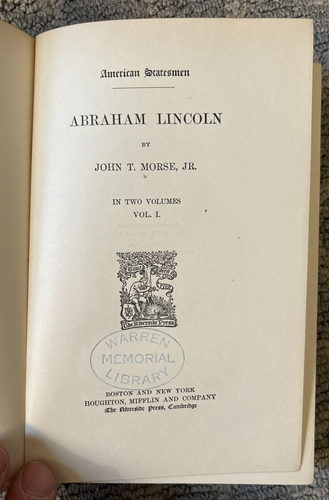 American Statesmen
ABRAHAM LINCOLN
BY
JOHN T. MORSE, JR.
IN TWO VOLUMES
VOL. I.
The Riverside Press
WARREN
MEMORIAL
LIBRARY
BOSTON AND NEW YORK
HOUGHTON, MIFFLIN AND COMPANY
The Riverside Press, Cambridge